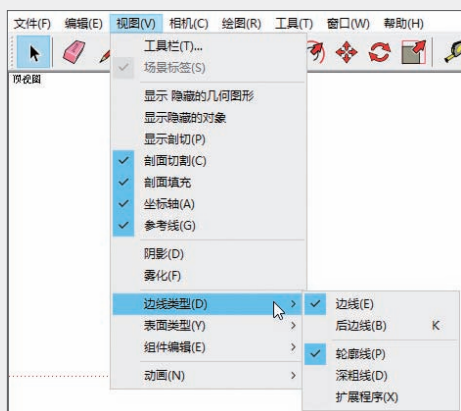 文件(F) 编辑(E) 视图(V) 相机(C) 绘图(R) 工具(T) 窗口(W) 帮助(H)
顶视图
工具栏(T)...
场景标签(S)
显示 隐藏的几何图形
显示隐藏的对象
显示剖切(P)
剖面切割(C)
剖面填充
坐标轴(A)
参考线(G)
阴影(D)
雾化(F)
边线类型(D)
表面类型(Y)
组件编辑(E)
动画(N)
边线(E)
后边线(B) K
轮廓线(P)
深粗线(D)
扩展程序(X)